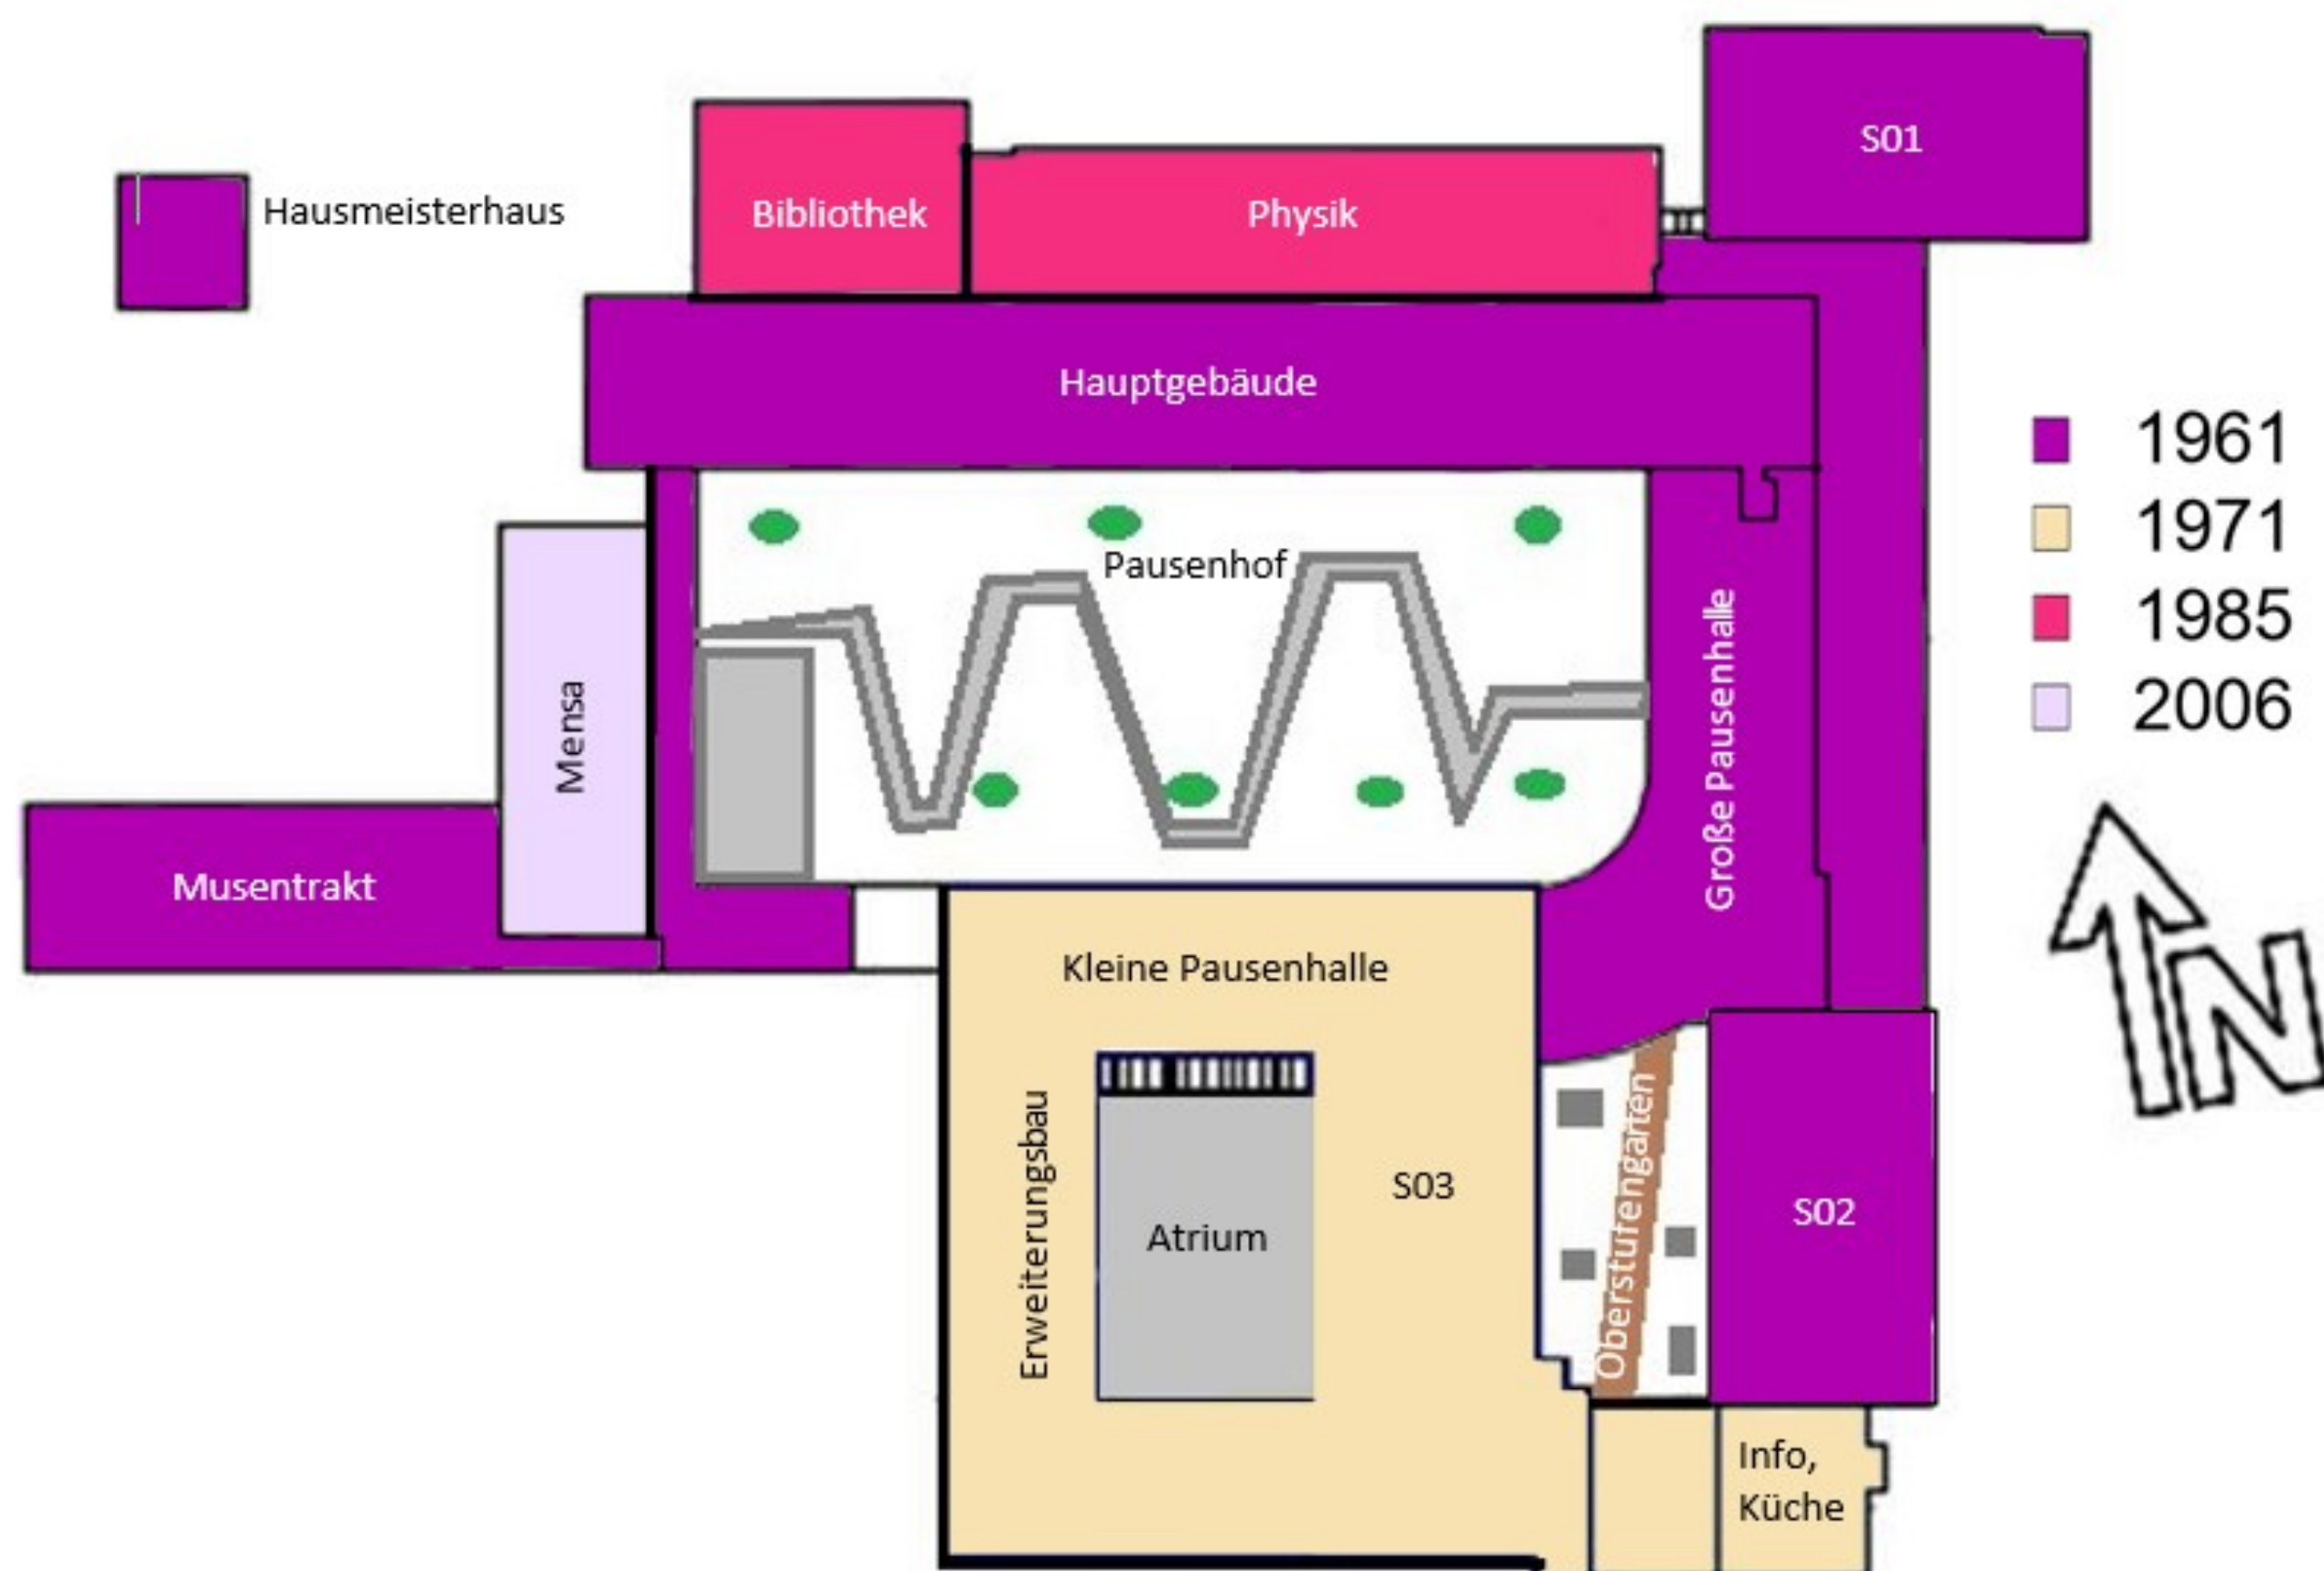 S01
Bibliothek
Physik
Hausmeisterhaus
Hauptgebäude
1961
1971
1985
2006
Pausenhof
Große Pausenhalle
Mensa
Musentrakt
Kleine Pausenhalle
N
Erweiterungsbau
S03
Atrium
Oberstufengarten
S02
Info,
Küche